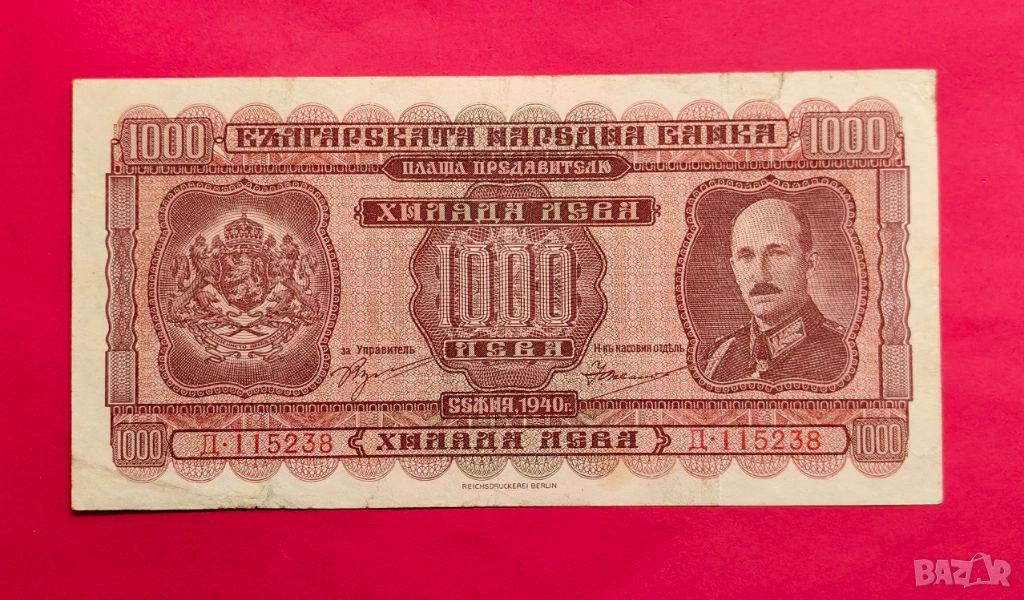 1000 БЪЛГАРСКАТА НАРОДНА БАНКА 1000
ПЛАЩА ПРЕДЯВИТЕЛЮ
ХИЛЯДА ЛЕВА
1000
ЛЕВА
за Управитель
Н-къ касовия отдѣлъ
СОФИЯ, 1940 г.
1000 Д·115238 ХИЛЯДА ЛЕВА Д·115238 1000
REICHSDRUCKEREI BERLIN
BAZAR